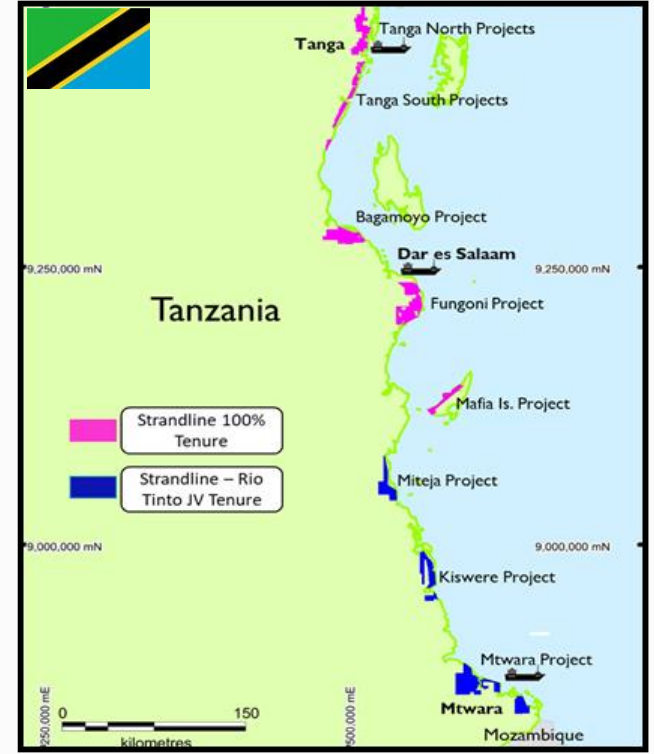 Tanga North Projects
Tanga
Tanga South Projects
Bagamoyo Project
Dar es Salaam
9,250,000 mN
9,250,000 mN
Fungoni Project
Tanzania
Mafia Is. Project
Strandline 100%
Tenure
Strandline – Rio
Tinto JV Tenure
Miteja Project
9,000,000 mN
9,000,000 mN
Kiswere Project
Mtwara Project
Mtwara
Mozambique
0
150
kilometres
250,000 mE
500,000 mE